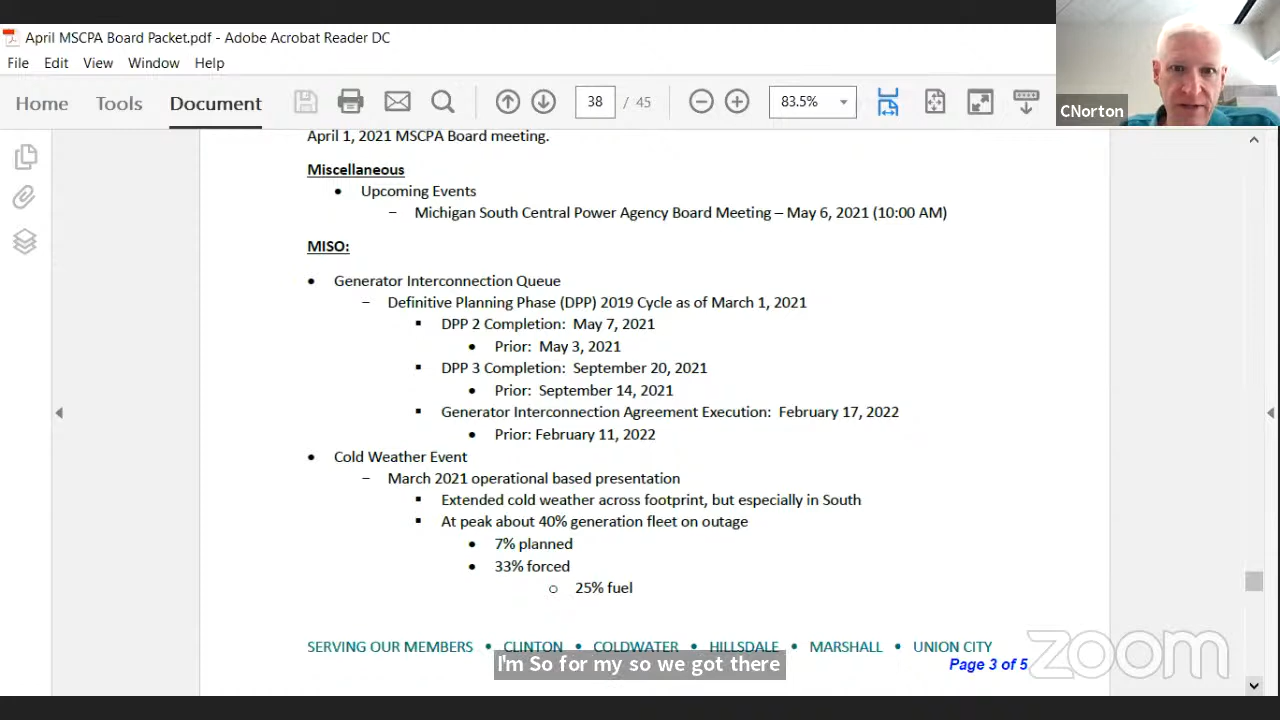 April MSCPA Board Packet.pdf - Adobe Acrobat Reader DC
File Edit View Window Help
Home Tools Document 38 / 45 83.5%
CNorton
April 1, 2021 MSCPA Board meeting.
Miscellaneous
• Upcoming Events
– Michigan South Central Power Agency Board Meeting – May 6, 2021 (10:00 AM)
MISO:
• Generator Interconnection Queue
– Definitive Planning Phase (DPP) 2019 Cycle as of March 1, 2021
▪ DPP 2 Completion: May 7, 2021
• Prior: May 3, 2021
▪ DPP 3 Completion: September 20, 2021
• Prior: September 14, 2021
▪ Generator Interconnection Agreement Execution: February 17, 2022
• Prior: February 11, 2022
• Cold Weather Event
– March 2021 operational based presentation
▪ Extended cold weather across footprint, but especially in South
▪ At peak about 40% generation fleet on outage
• 7% planned
• 33% forced
o 25% fuel
SERVING OUR MEMBERS • CLINTON • COLDWATER • HILLSDALE • MARSHALL • UNION CITY
I'm So for my so we got there
Page 3 of 5
zoom